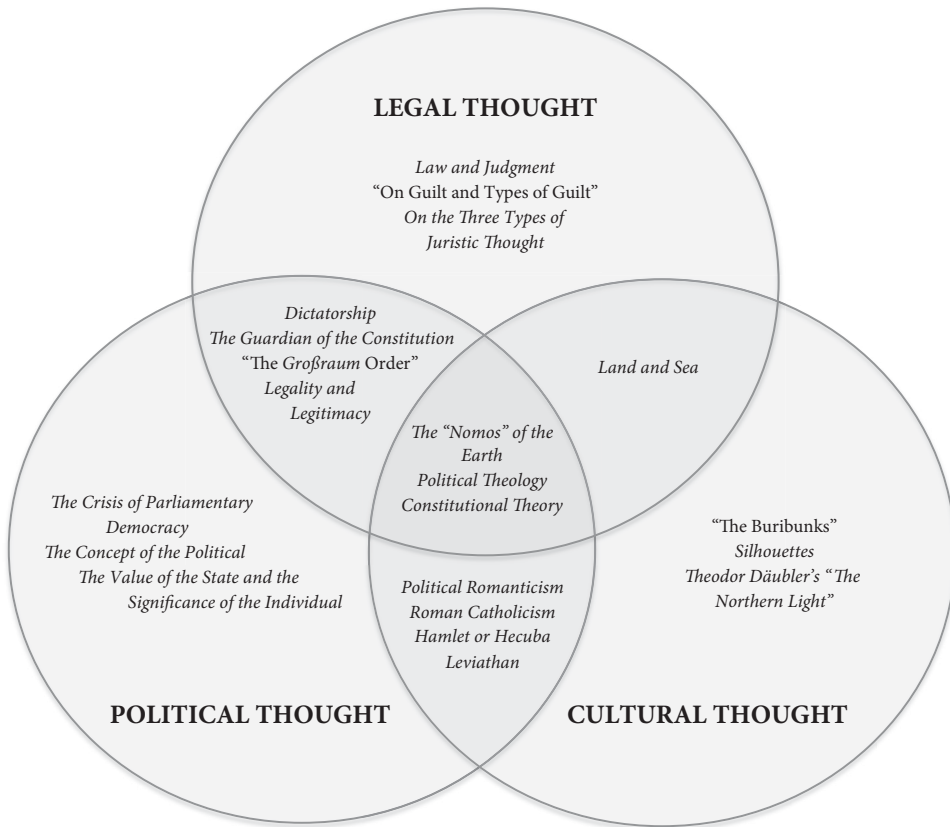 LEGAL THOUGHT
Law and Judgment
“On Guilt and Types of Guilt”
On the Three Types of
Juristic Thought
Dictatorship
The Guardian of the Constitution
“The Großraum Order”
Legality and
Legitimacy
Land and Sea
The “Nomos” of the
Earth
Political Theology
Constitutional Theory
The Crisis of Parliamentary
Democracy
The Concept of the Political
The Value of the State and the
Significance of the Individual
“The Buribunks”
Silhouettes
Theodor Däubler’s “The
Northern Light”
Political Romanticism
Roman Catholicism
Hamlet or Hecuba
Leviathan
POLITICAL THOUGHT
CULTURAL THOUGHT